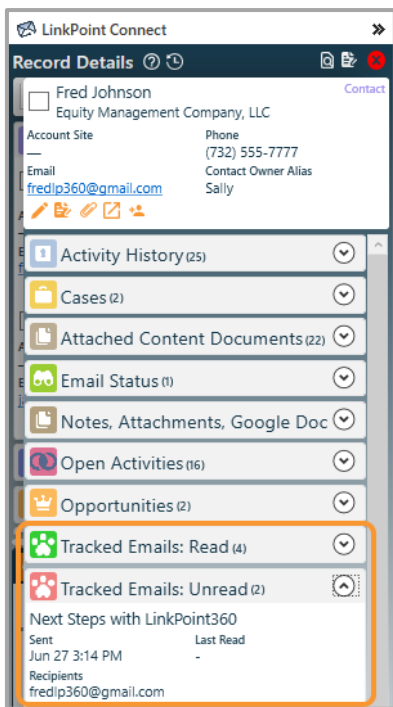 LinkPoint Connect
Record Details
Fred Johnson
Contact
Equity Management Company, LLC
Account Site
Phone
—
(732) 555-7777
Email
Contact Owner Alias
fredlp360@gmail.com
Sally
Activity History (25)
Cases (2)
Attached Content Documents (22)
Email Status (1)
Notes, Attachments, Google Doc
Open Activities (16)
Opportunities (2)
Tracked Emails: Read (4)
Tracked Emails: Unread (2)
Next Steps with LinkPoint360
Sent
Last Read
Jun 27 3:14 PM
-
Recipients
fredlp360@gmail.com